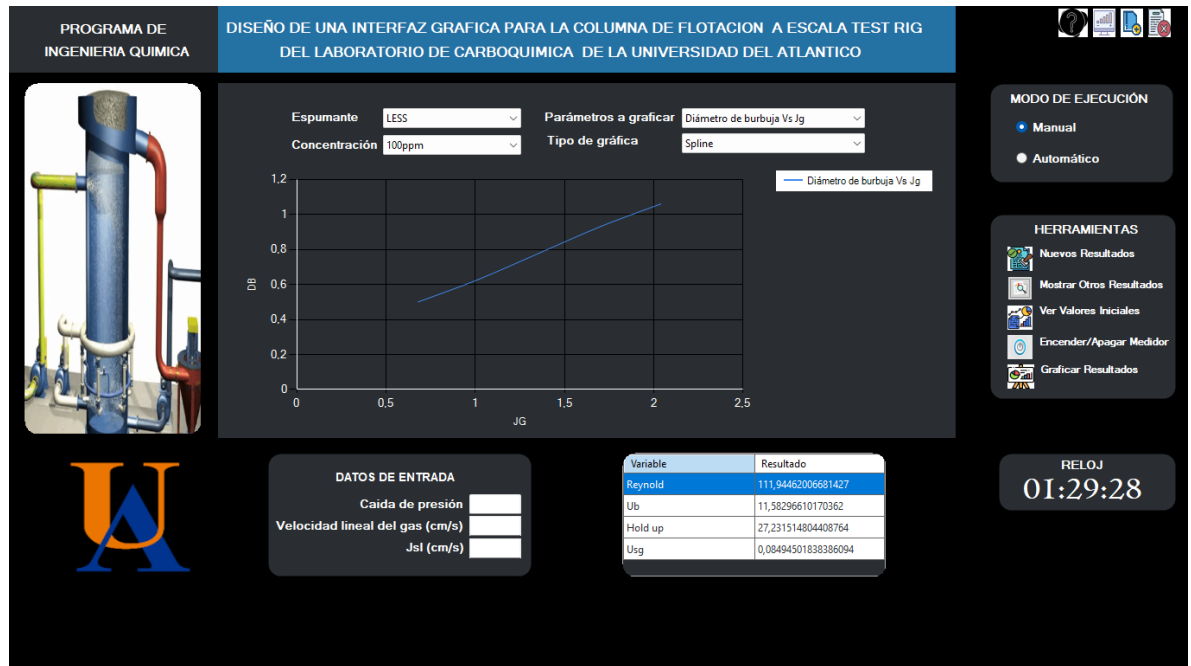 PROGRAMA DE
INGENIERIA QUIMICA
DISEÑO DE UNA INTERFAZ GRAFICA PARA LA COLUMNA DE FLOTACION A ESCALA TEST RIG
DEL LABORATORIO DE CARBOQUIMICA DE LA UNIVERSIDAD DEL ATLANTICO
?
Espumante LESS
Parámetros a graficar Diámetro de burbuja Vs Jg
Concentración 100ppm
Tipo de gráfica Spline
Diámetro de burbuja Vs Jg
1,2
1
0,8
0,6
0,4
0,2
0
DB
0 0,5 1 1,5 2 2,5
JG
MODO DE EJECUCIÓN
Manual
Automático
HERRAMIENTAS
Nuevos Resultados
Mostrar Otros Resultados
Ver Valores Iniciales
Encender/Apagar Medidor
Graficar Resultados
UA
DATOS DE ENTRADA
Caida de presión
Velocidad lineal del gas (cm/s)
Jsl (cm/s)
Variable Resultado
Reynold 111,94462006681427
Ub 11,58296610170362
Hold up 27,231514804408764
Usg 0,08494501838386094
RELOJ
01:29:28